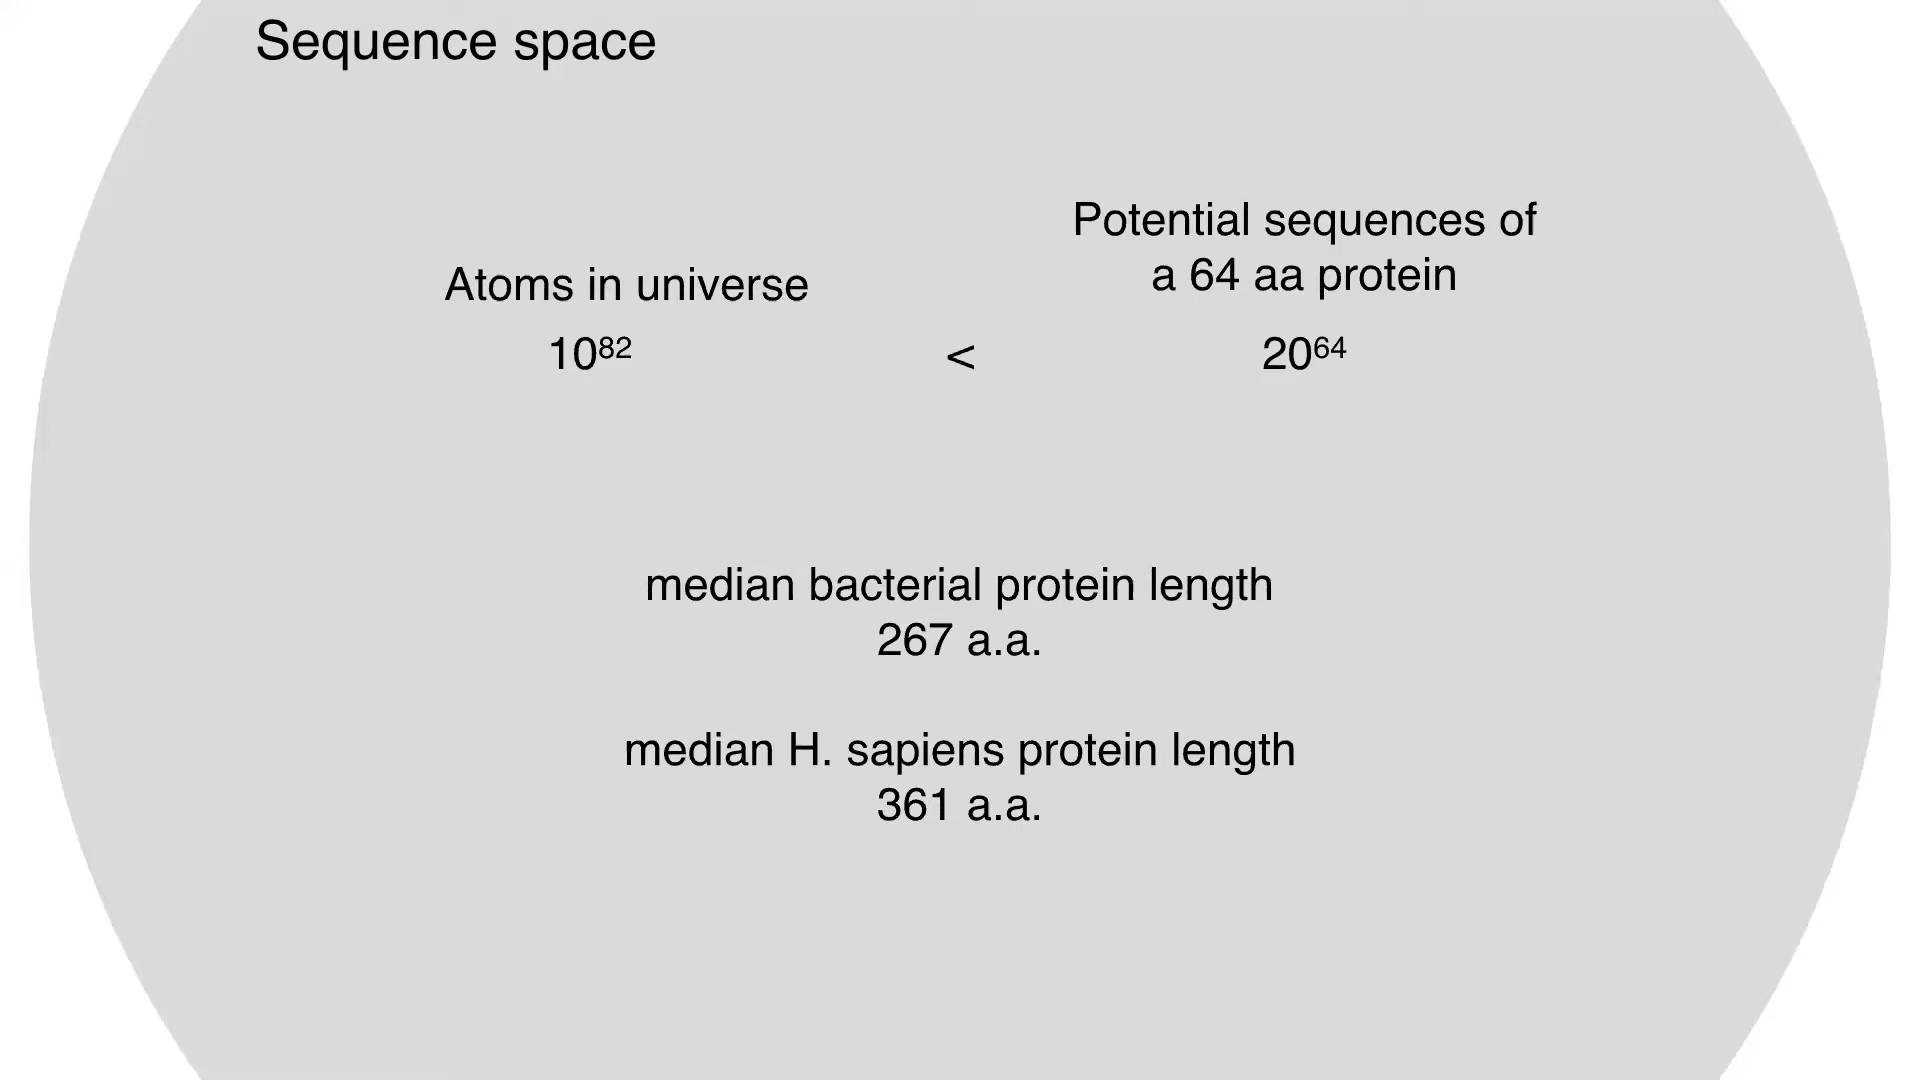 Sequence space
Atoms in universe
10⁸²
<
Potential sequences of
a 64 aa protein
20⁶⁴
median bacterial protein length
267 a.a.
median H. sapiens protein length
361 a.a.